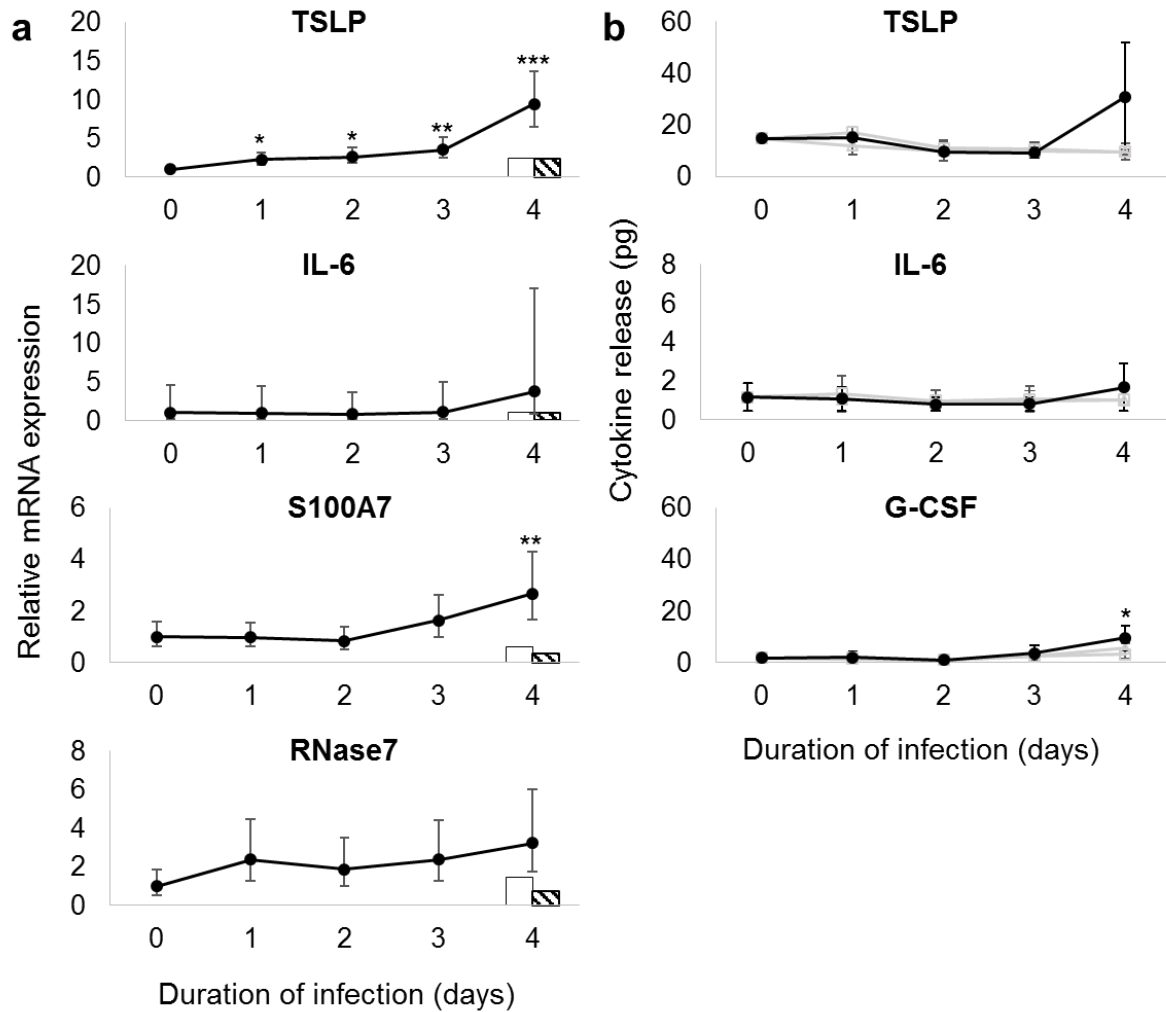 a
TSLP
20
15
10
5
0
*
*
**
***
0 1 2 3 4
IL-6
20
15
10
5
0
0 1 2 3 4
S100A7
6
4
2
0
**
0 1 2 3 4
RNase7
8
6
4
2
0
0 1 2 3 4
Relative mRNA expression
Duration of infection (days)
b
TSLP
60
40
20
0
0 1 2 3 4
IL-6
8
6
4
2
0
0 1 2 3 4
G-CSF
60
40
20
0
*
0 1 2 3 4
Cytokine release (pg)
Duration of infection (days)